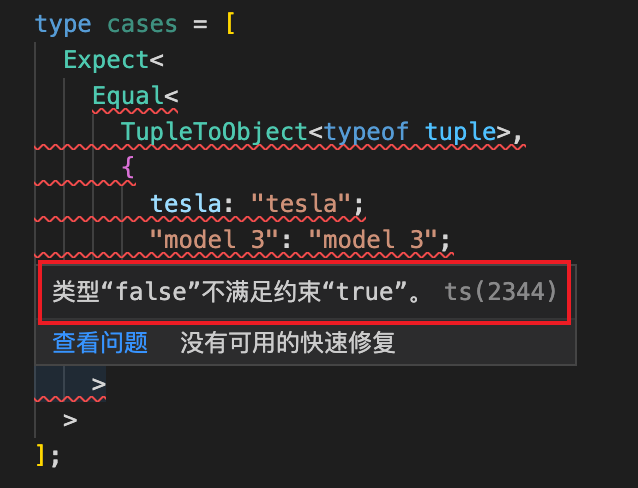 type cases = [
Expect<
Equal<
TupleToObject<typeof tuple>,
{
tesla: "tesla";
"model 3": "model 3";
类型“false”不满足约束“true”。 ts(2344)
查看问题 没有可用的快速修复
>
>
];